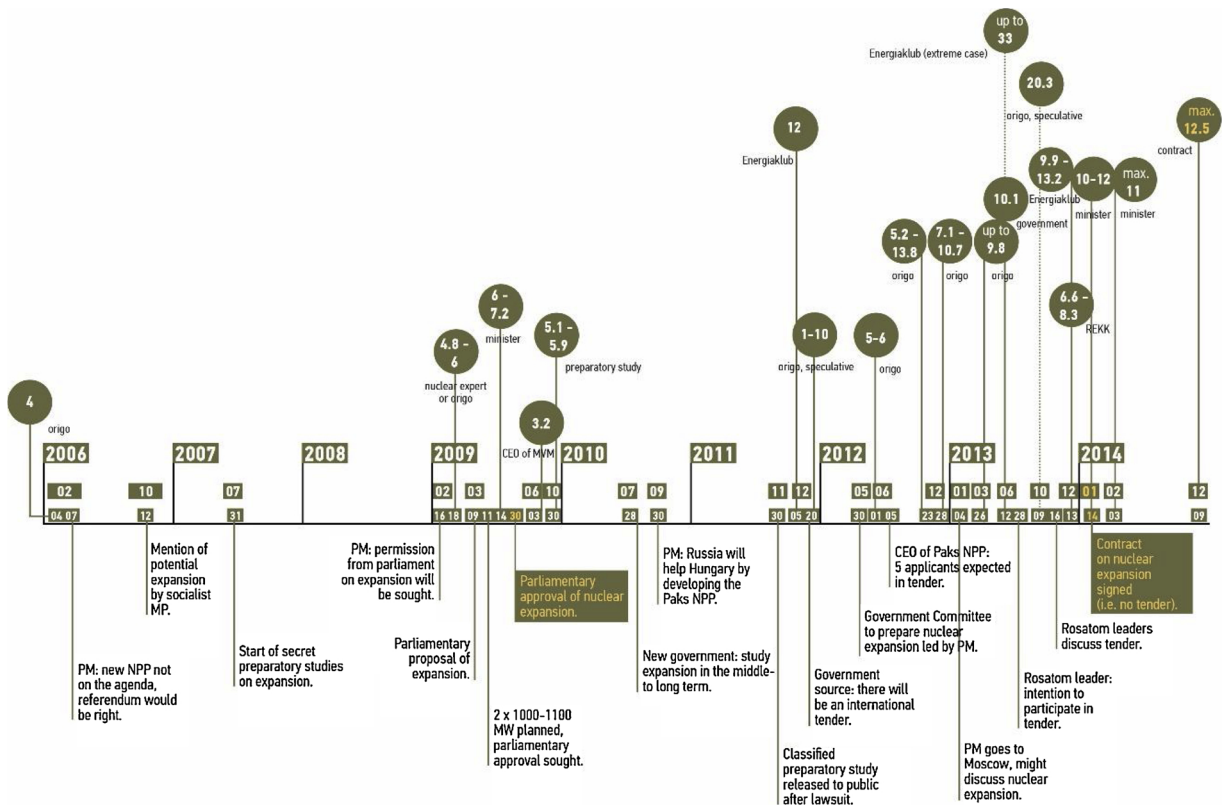 up to
33
Energiaklub (extreme case)
20.3
origo, speculative
max.
12.5
contract
12
Energiaklub
9.9 -
13.2
Energiaklub
10-12
minister
max.
11
minister
10.1
government
5.2 -
13.8
origo
7.1 -
10.7
origo
up to
9.8
origo
6 -
7.2
minister
6.6 -
8.3
REKK
4.8 -
6
nuclear expert
or origo
5.1 -
5.9
preparatory study
1-10
origo, speculative
5-6
origo
4
origo
3.2
CEO of MVM
2006 2007 2008 2009 2010 2011 2012 2013 2014
02 10 07 02 03 06 10 07 09 11 12 05 06 12 01 03 06 10 12 01 02 12
04 07 12 31 16 18 09 11 14 30 03 30 28 30 30 05 20 30 01 05 23 28 04 26 12 28 09 16 13 14 03 09
Mention of
potential
expansion
by socialist
MP.
PM: new NPP not
on the agenda,
referendum would
be right.
Start of secret
preparatory studies
on expansion.
PM: permission
from parliament
on expansion will
be sought.
Parliamentary
proposal of
expansion.
2 x 1000-1100
MW planned,
parliamentary
approval sought.
Parliamentary
approval of nuclear
expansion.
New government: study
expansion in the middle-
to long term.
PM: Russia will
help Hungary by
developing the
Paks NPP.
Classified
preparatory study
released to public
after lawsuit.
Government
source: there will
be an international
tender.
Government Committee
to prepare nuclear
expansion led by PM.
CEO of Paks NPP:
5 applicants expected
in tender.
PM goes to
Moscow, might
discuss nuclear
expansion.
Rosatom leader:
intention to
participate in
tender.
Rosatom leaders
discuss tender.
Contract
on nuclear
expansion
signed
(i.e. no tender).